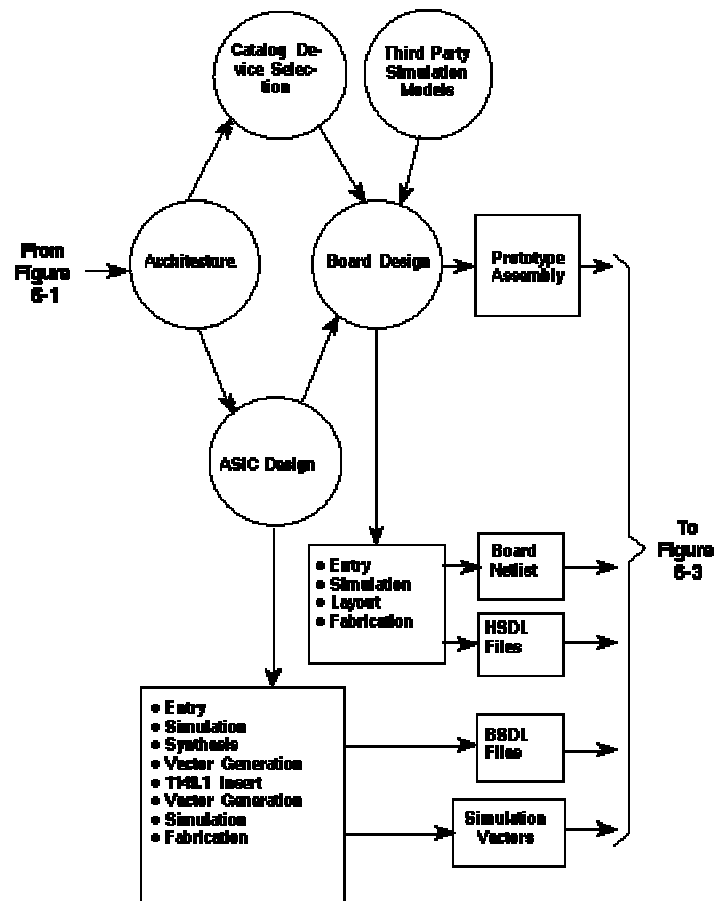 Catalog De-
vice Selec-
tion
Third Party
Simulation
Models
From
Figure
6-1
Architecture.
Board Design
Prototype
Assembly
ASIC Design
To
Figure
6-3
• Entry
• Simulation
• Layout
• Fabrication
Board
Netlist
HSDL
Files
• Entry
• Simulation
• Synthesis
• Vector Generation
• 1149.1 Insert
• Vector Generation
• Simulation
• Fabrication
BSDL
Files
Simulation
Vectors